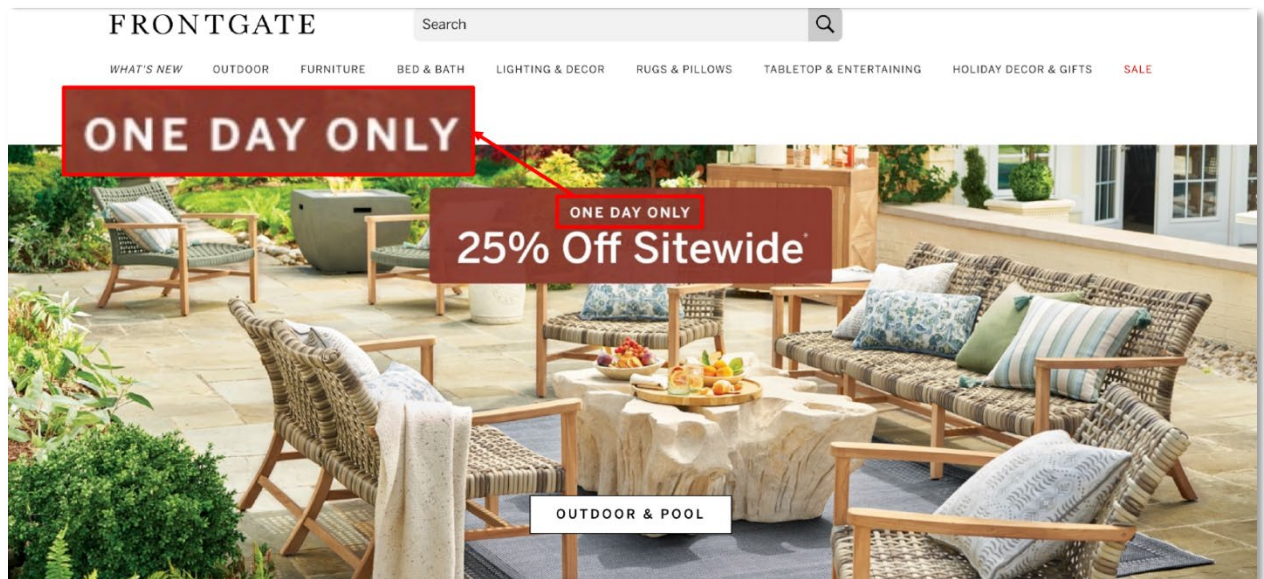 FRONTGATE
Search
WHAT'S NEW OUTDOOR FURNITURE BED & BATH LIGHTING & DECOR RUGS & PILLOWS TABLETOP & ENTERTAINING HOLIDAY DECOR & GIFTS SALE
ONE DAY ONLY
ONE DAY ONLY
25% Off Sitewide*
OUTDOOR & POOL